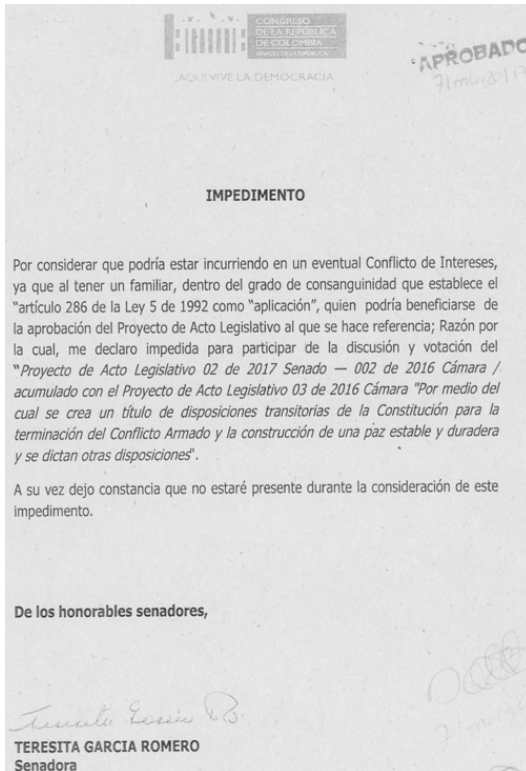 CONGRESO
DE LA REPÚBLICA
DE COLOMBIA
AQUI VIVE LA DEMOCRACIA
APROBADO
IMPEDIMENTO
Por considerar que podría estar incurriendo en un eventual Conflicto de Intereses,
ya que al tener un familiar, dentro del grado de consanguinidad que establece el
"artículo 286 de la Ley 5 de 1992 como "aplicación", quien podría beneficiarse de
la aprobación del Proyecto de Acto Legislativo al que se hace referencia; Razón por
la cual, me declaro impedida para participar de la discusión y votación del
"Proyecto de Acto Legislativo 02 de 2017 Senado — 002 de 2016 Cámara /
acumulado con el Proyecto de Acto Legislativo 03 de 2016 Cámara "Por medio del
cual se crea un título de disposiciones transitorias de la Constitución para la
terminación del Conflicto Armado y la construcción de una paz estable y duradera
y se dictan otras disposiciones".
A su vez dejo constancia que no estaré presente durante la consideración de este
impedimento.
De los honorables senadores,
TERESITA GARCIA ROMERO
Senadora